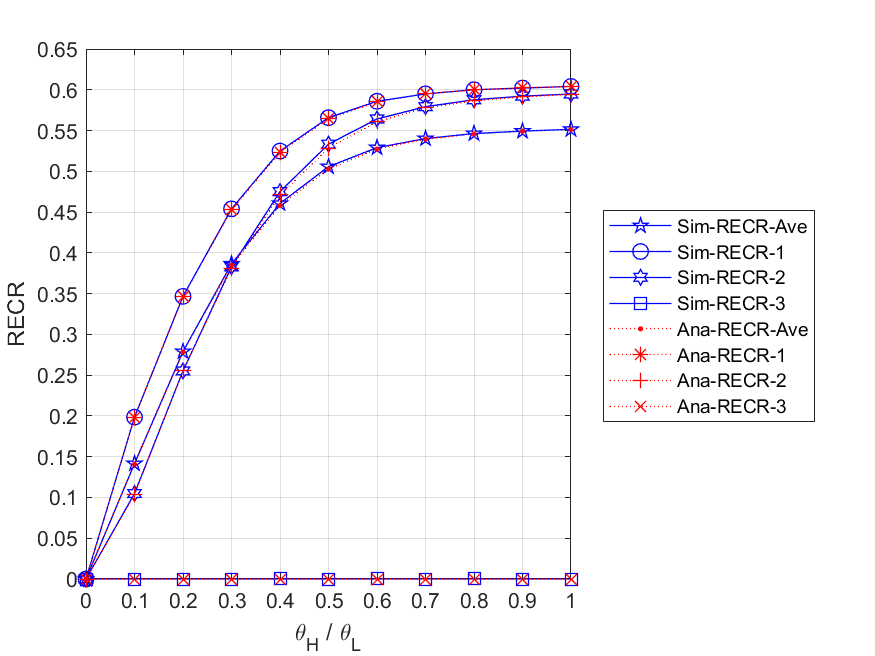 0.65
0.6
0.55
0.5
0.45
0.4
0.35
0.3
0.25
0.2
0.15
0.1
0.05
0
RECR
0 0.1 0.2 0.3 0.4 0.5 0.6 0.7 0.8 0.9 1
θ_H / θ_L
Sim-RECR-Ave
Sim-RECR-1
Sim-RECR-2
Sim-RECR-3
Ana-RECR-Ave
Ana-RECR-1
Ana-RECR-2
Ana-RECR-3